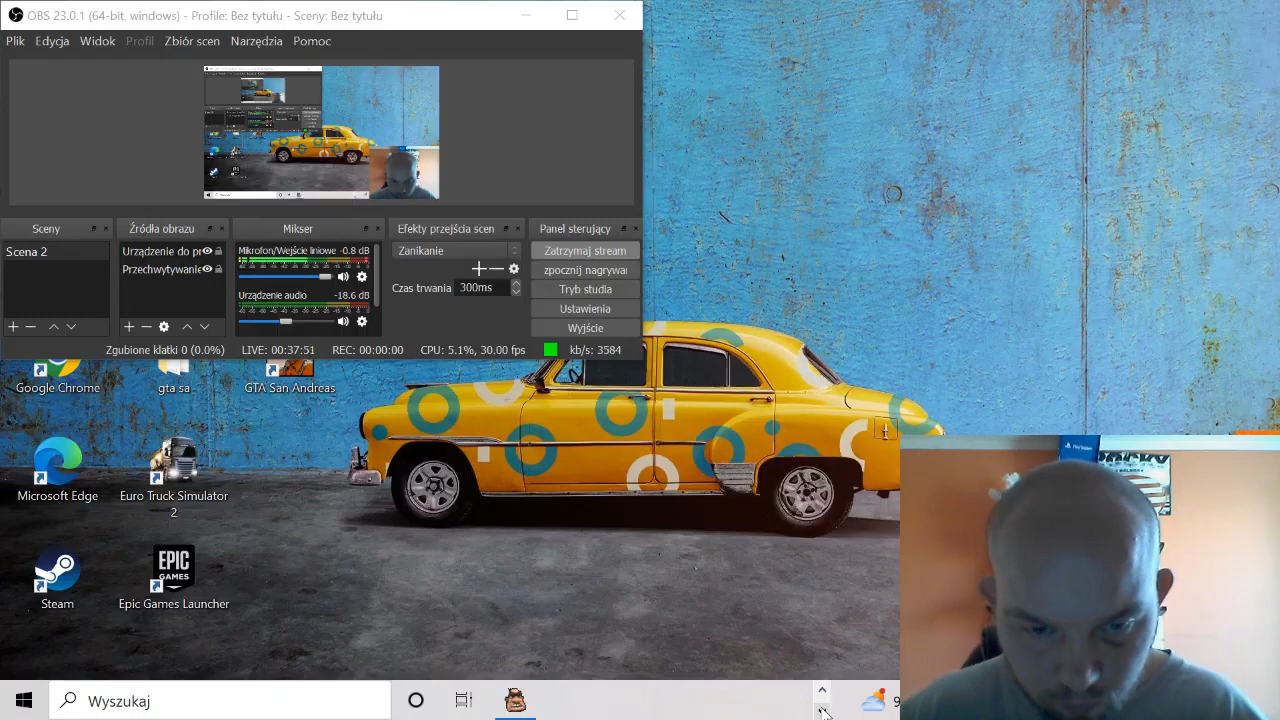 OBS 23.0.1 (64-bit, windows) - Profile: Bez tytułu - Sceny: Bez tytułu
Plik Edycja Widok Profil Zbiór scen Narzędzia Pomoc
Sceny Źródła obrazu Mikser Efekty przejścia scen Panel sterujący
Scena 2
Urządzenie do pr
Przechwytywanie
Mikrofon/Wejście liniowe -0.8 dB
Urządzenie audio -18.6 dB
Zanikanie
Czas trwania 300ms
Zatrzymaj stream
zpocznij nagrywa
Tryb studia
Ustawienia
Wyjście
Zgubione klatki 0 (0.0%) LIVE: 00:37:51 REC: 00:00:00 CPU: 5.1%, 30.00 fps kb/s: 3584
Google Chrome
gta sa
GTA San Andreas
Microsoft Edge
Euro Truck Simulator
2
Steam
EPIC
GAMES
Epic Games Launcher
Wyszukaj